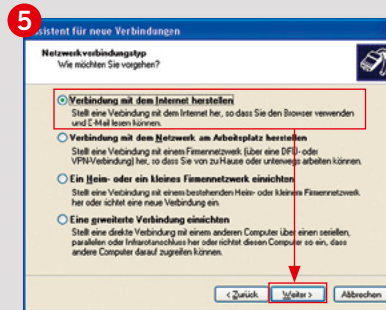 5
Assistent für neue Verbindungen
Netzwerkverbindungstyp
Wie möchten Sie vorgehen?
Verbindung mit dem Internet herstellen
Stellt eine Verbindung mit dem Internet her, so dass Sie den Browser verwenden
und E-Mail lesen können.
Verbindung mit dem Netzwerk am Arbeitsplatz herstellen
Stellt eine Verbindung mit einem Firmennetzwerk (über eine DFÜ- oder
VPN-Verbindung) her, so dass Sie von zu Hause oder unterwegs arbeiten können.
Ein Heim- oder ein kleines Firmennetzwerk einrichten
Stellt eine Verbindung mit einem bestehenden Heim- oder kleinem Firmennetzwerk
her oder richtet eine neue Verbindung ein.
Eine erweiterte Verbindung einrichten
Stellt eine direkte Verbindung mit einem anderen Computer über einen seriellen,
parallelen oder Infrarotanschluss her oder richtet diesen Computer so ein, dass
andere Computer darauf zugreifen können.
< Zurück Weiter > Abbrechen